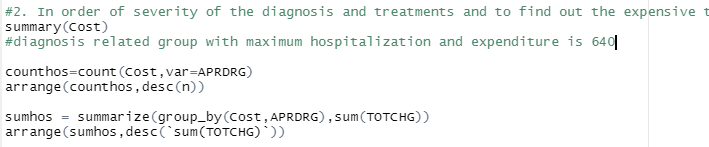 #2. In order of severity of the diagnosis and treatments and to find out the expensive t
summary(Cost)
#diagnosis related group with maximum hospitalization and expenditure is 640
counthos=count(Cost,var=APRDRG)
arrange(counthos,desc(n))
sumhos = summarize(group_by(Cost,APRDRG),sum(TOTCHG))
arrange(sumhos,desc(`sum(TOTCHG)`))